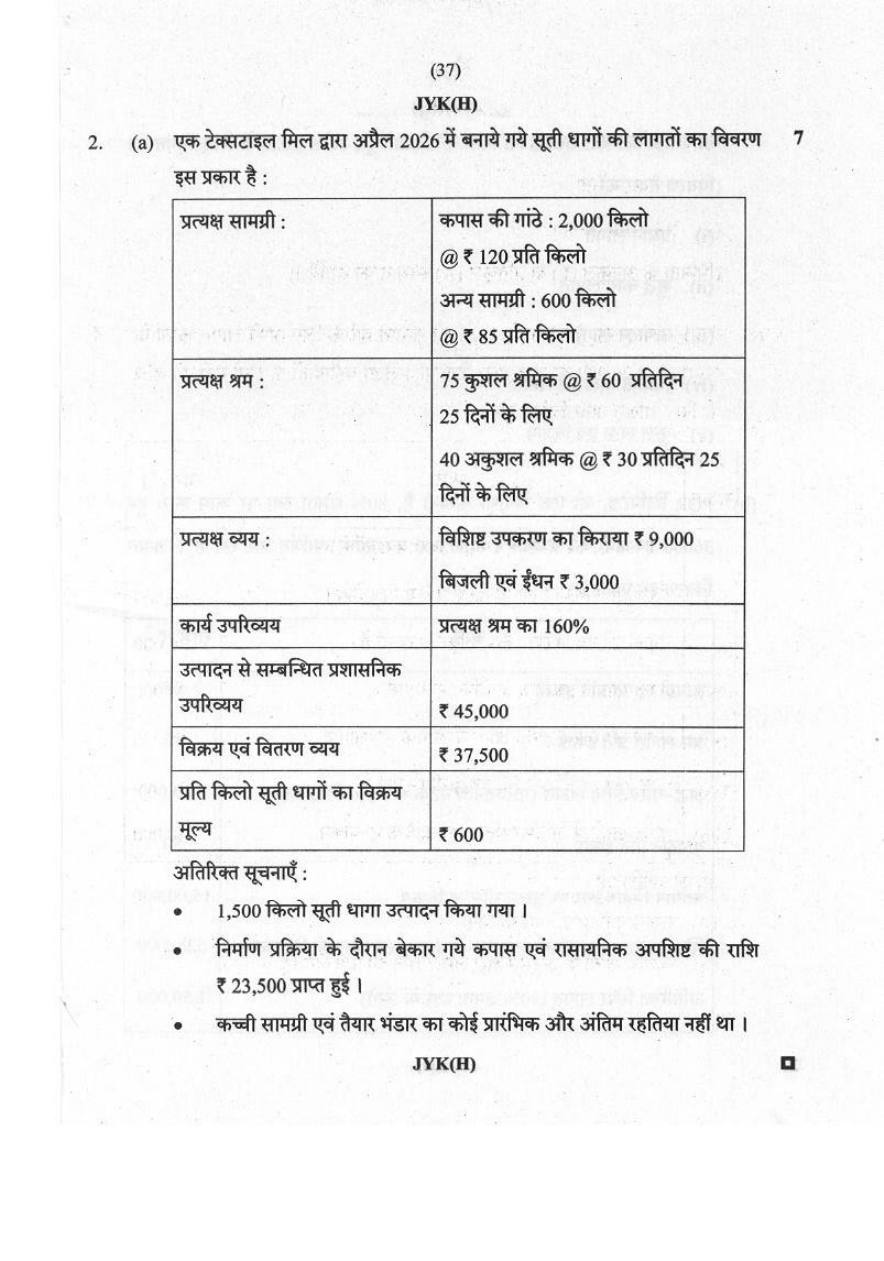 (37)
JYK(H)
2. (a) एक टेक्सटाइल मिल द्वारा अप्रैल 2026 में बनाये गये सूती धागों की लागतों का विवरण 7
इस प्रकार है :
प्रत्यक्ष सामग्री : कपास की गांठे : 2,000 किलो
@ ₹ 120 प्रति किलो
अन्य सामग्री : 600 किलो
@ ₹ 85 प्रति किलो
प्रत्यक्ष श्रम : 75 कुशल श्रमिक @ ₹ 60 प्रतिदिन
25 दिनों के लिए
40 अकुशल श्रमिक @ ₹ 30 प्रतिदिन 25
दिनों के लिए
प्रत्यक्ष व्यय : विशिष्ट उपकरण का किराया ₹ 9,000
बिजली एवं ईंधन ₹ 3,000
कार्य उपरिव्यय प्रत्यक्ष श्रम का 160%
उत्पादन से सम्बन्धित प्रशासनिक
उपरिव्यय ₹ 45,000
विक्रय एवं वितरण व्यय ₹ 37,500
प्रति किलो सूती धागों का विक्रय
मूल्य ₹ 600
अतिरिक्त सूचनाएँ :
• 1,500 किलो सूती धागा उत्पादन किया गया ।
• निर्माण प्रक्रिया के दौरान बेकार गये कपास एवं रासायनिक अपशिष्ट की राशि
₹ 23,500 प्राप्त हुई ।
• कच्ची सामग्री एवं तैयार भंडार का कोई प्रारंभिक और अंतिम रहतिया नहीं था ।
JYK(H)